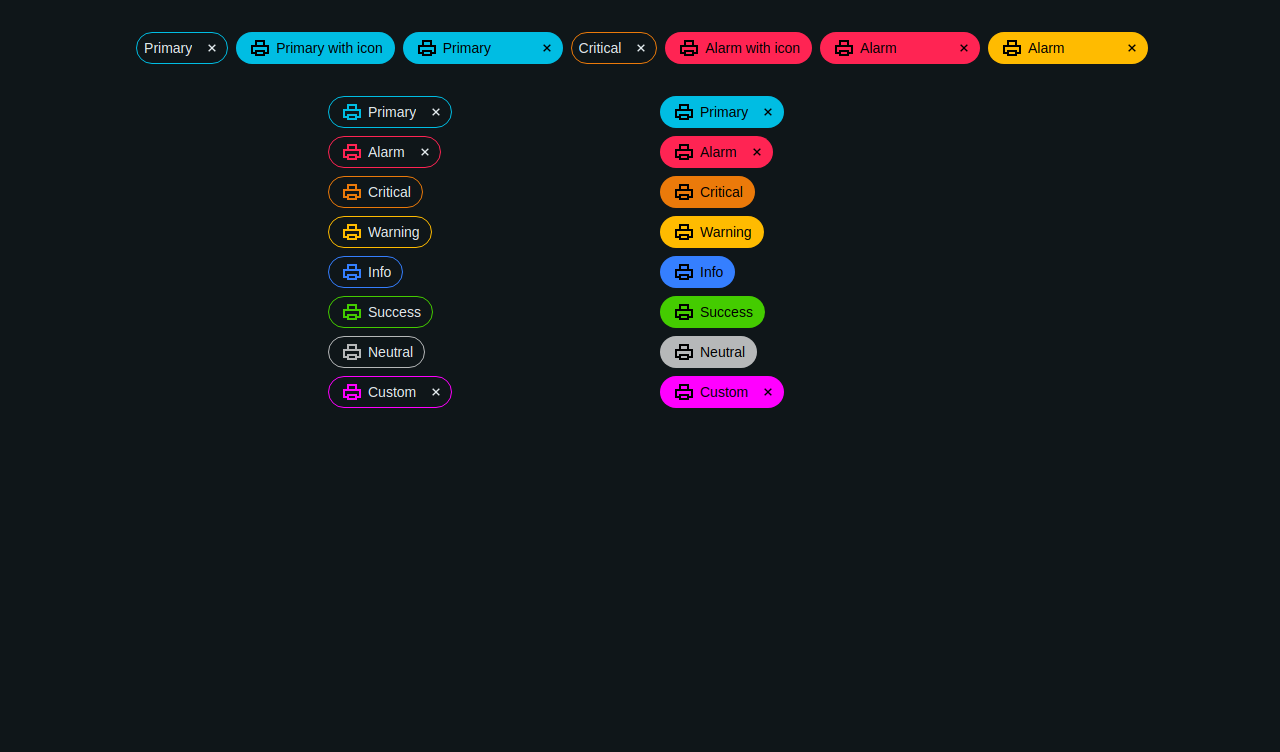 Primary Primary with icon Primary Critical Alarm with icon Alarm Alarm
Primary Primary
Alarm Alarm
Critical Critical
Warning Warning
Info Info
Success Success
Neutral Neutral
Custom Custom